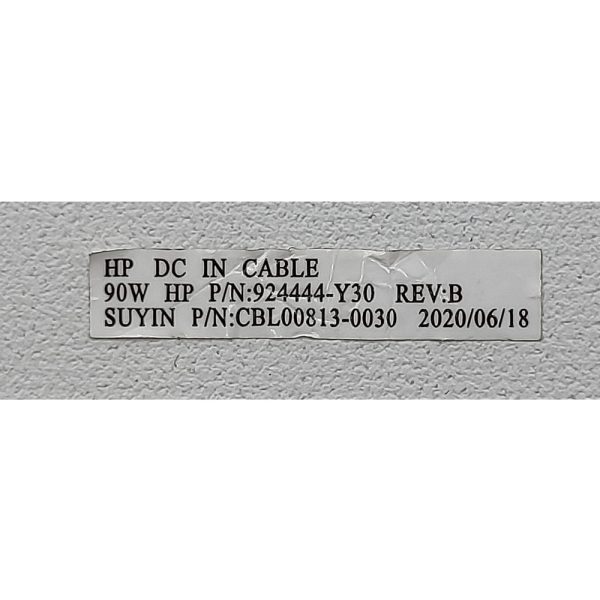 HP DC IN CABLE
90W HP P/N:924444-Y30 REV:B
SUYIN P/N:CBL00813-0030 2020/06/18